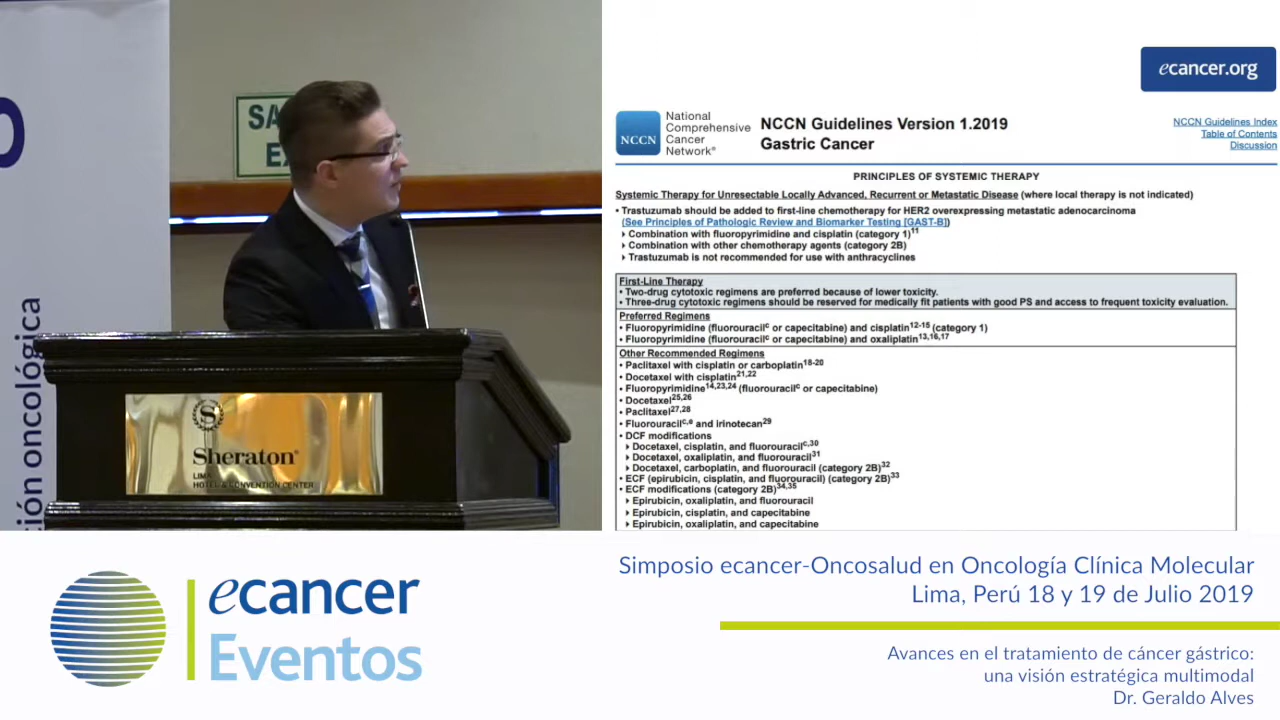 SA
E
ción oncológica
S
Sheraton®
LIMA
HOTEL & CONVENTION CENTER
ecancer.org
NCCN
National
Comprehensive
Cancer
Network®
NCCN Guidelines Version 1.2019
Gastric Cancer
NCCN Guidelines Index
Table of Contents
Discussion
PRINCIPLES OF SYSTEMIC THERAPY
Systemic Therapy for Unresectable Locally Advanced, Recurrent or Metastatic Disease (where local therapy is not indicated)
• Trastuzumab should be added to first-line chemotherapy for HER2 overexpressing metastatic adenocarcinoma
(See Principles of Pathologic Review and Biomarker Testing [GAST-B])
Combination with fluoropyrimidine and cisplatin (category 1)11
Combination with other chemotherapy agents (category 2B)
Trastuzumab is not recommended for use with anthracyclines
First-Line Therapy
• Two-drug cytotoxic regimens are preferred because of lower toxicity.
• Three-drug cytotoxic regimens should be reserved for medically fit patients with good PS and access to frequent toxicity evaluation.
Preferred Regimens
• Fluoropyrimidine (fluorouracilc or capecitabine) and cisplatin12-15 (category 1)
• Fluoropyrimidine (fluorouracilc or capecitabine) and oxaliplatin13,16,17
Other Recommended Regimens
• Paclitaxel with cisplatin or carboplatin18-20
• Docetaxel with cisplatin21,22
• Fluoropyrimidine14,23,24 (fluorouracilc or capecitabine)
• Docetaxel25,26
• Paclitaxel27,28
• Fluorouracilc,e and irinotecan29
• DCF modifications
Docetaxel, cisplatin, and fluorouracilc,30
Docetaxel, oxaliplatin, and fluorouracil31
Docetaxel, carboplatin, and fluorouracil (category 2B)32
• ECF (epirubicin, cisplatin, and fluorouracil) (category 2B)33
• ECF modifications (category 2B)34,35
Epirubicin, oxaliplatin, and fluorouracil
Epirubicin, cisplatin, and capecitabine
Epirubicin, oxaliplatin, and capecitabine
ecancer
Eventos
Simposio ecancer-Oncosalud en Oncología Clínica Molecular
Lima, Perú 18 y 19 de Julio 2019
Avances en el tratamiento de cáncer gástrico:
una visión estratégica multimodal
Dr. Geraldo Alves